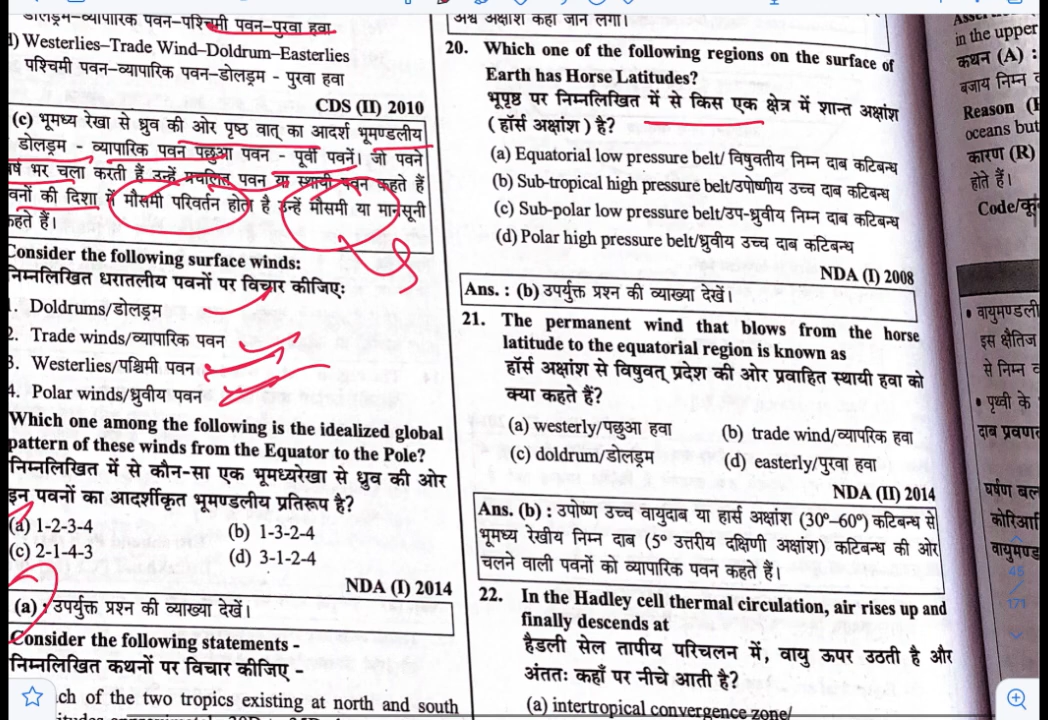 डोलड्रम–व्यापारिक पवन–पश्चिमी पवन–पुरवा हवा
d) Westerlies–Trade Wind–Doldrum–Easterlies
पश्चिमी पवन–व्यापारिक पवन–डोलड्रम - पुरवा हवा
CDS (II) 2010
(c) भूमध्य रेखा से ध्रुव की ओर पृष्ठ वात् का आदर्श भूमण्डलीय
डोलड्रम - व्यापारिक पवन पछुआ पवन - पूर्वी पवनें। जो पवने
वर्ष भर चला करती हैं उन्हें प्रचलित पवन या स्थायी पवन कहते हैं
पवनों की दिशा में मौसमी परिवर्तन होता है उन्हें मौसमी या मानसूनी
कहते हैं।
Consider the following surface winds:
निम्नलिखित धरातलीय पवनों पर विचार कीजिएः
1. Doldrums/डोलड्रम
2. Trade winds/व्यापारिक पवन
3. Westerlies/पश्चिमी पवन
4. Polar winds/ध्रुवीय पवन
Which one among the following is the idealized global
pattern of these winds from the Equator to the Pole?
निम्नलिखित में से कौन-सा एक भूमध्यरेखा से ध्रुव की ओर
इन पवनों का आदर्शीकृत भूमण्डलीय प्रतिरूप है?
(a) 1-2-3-4 (b) 1-3-2-4
(c) 2-1-4-3 (d) 3-1-2-4
NDA (I) 2014
(a) : उपर्युक्त प्रश्न की व्याख्या देखें।
Consider the following statements -
निम्नलिखित कथनों पर विचार कीजिए -
ch of the two tropics existing at north and south
अश्व अक्षांश कहा जाने लगा।
20. Which one of the following regions on the surface of
Earth has Horse Latitudes?
भूपृष्ठ पर निम्नलिखित में से किस एक क्षेत्र में शान्त अक्षांश
(हॉर्स अक्षांश) है?
(a) Equatorial low pressure belt/ विषुवतीय निम्न दाब कटिबन्ध
(b) Sub-tropical high pressure belt/उपोष्णीय उच्च दाब कटिबन्ध
(c) Sub-polar low pressure belt/उप-ध्रुवीय निम्न दाब कटिबन्ध
(d) Polar high pressure belt/ध्रुवीय उच्च दाब कटिबन्ध
NDA (I) 2008
Ans. : (b) उपर्युक्त प्रश्न की व्याख्या देखें।
21. The permanent wind that blows from the horse
latitude to the equatorial region is known as
हॉर्स अक्षांश से विषुवत् प्रदेश की ओर प्रवाहित स्थायी हवा को
क्या कहते हैं?
(a) westerly/पछुआ हवा (b) trade wind/व्यापारिक हवा
(c) doldrum/डोलड्रम (d) easterly/पुरवा हवा
NDA (II) 2014
Ans. (b) : उपोष्ण उच्च वायुदाब या हार्स अक्षांश (30º–60º) कटिबन्ध से
भूमध्य रेखीय निम्न दाब (5º उत्तरीय दक्षिणी अक्षांश) कटिबन्ध की ओर
चलने वाली पवनों को व्यापारिक पवन कहते हैं।
22. In the Hadley cell thermal circulation, air rises up and
finally descends at
हैडली सेल तापीय परिचलन में, वायु ऊपर उठती है और
अंततः कहाँ पर नीचे आती है?
(a) intertropical convergence zone/
in the upper
कथन (A) :
बजाय निम्न
Reason (
oceans but
कारण (R)
होते हैं।
Code/
• वायुमण्डली
इस क्षैतिज
से निम्न
• पृथ्वी के
दाब प्रवण
घर्षण बल
कोरिआ
वायुमण्ड
46
171